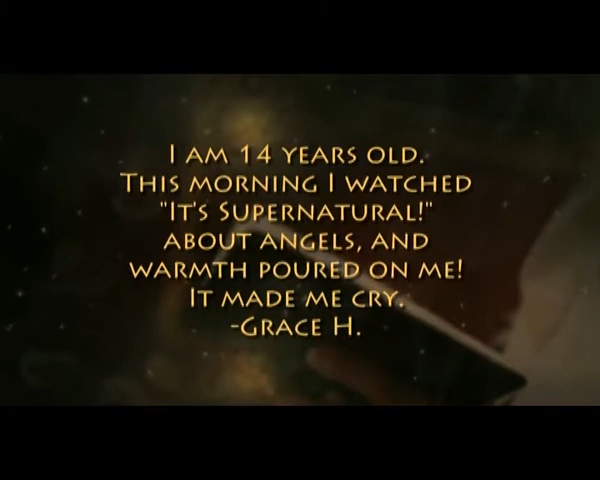 I AM 14 YEARS OLD.
THIS MORNING I WATCHED
"IT'S SUPERNATURAL!"
ABOUT ANGELS, AND
WARMTH POURED ON ME!
IT MADE ME CRY.
-GRACE H.